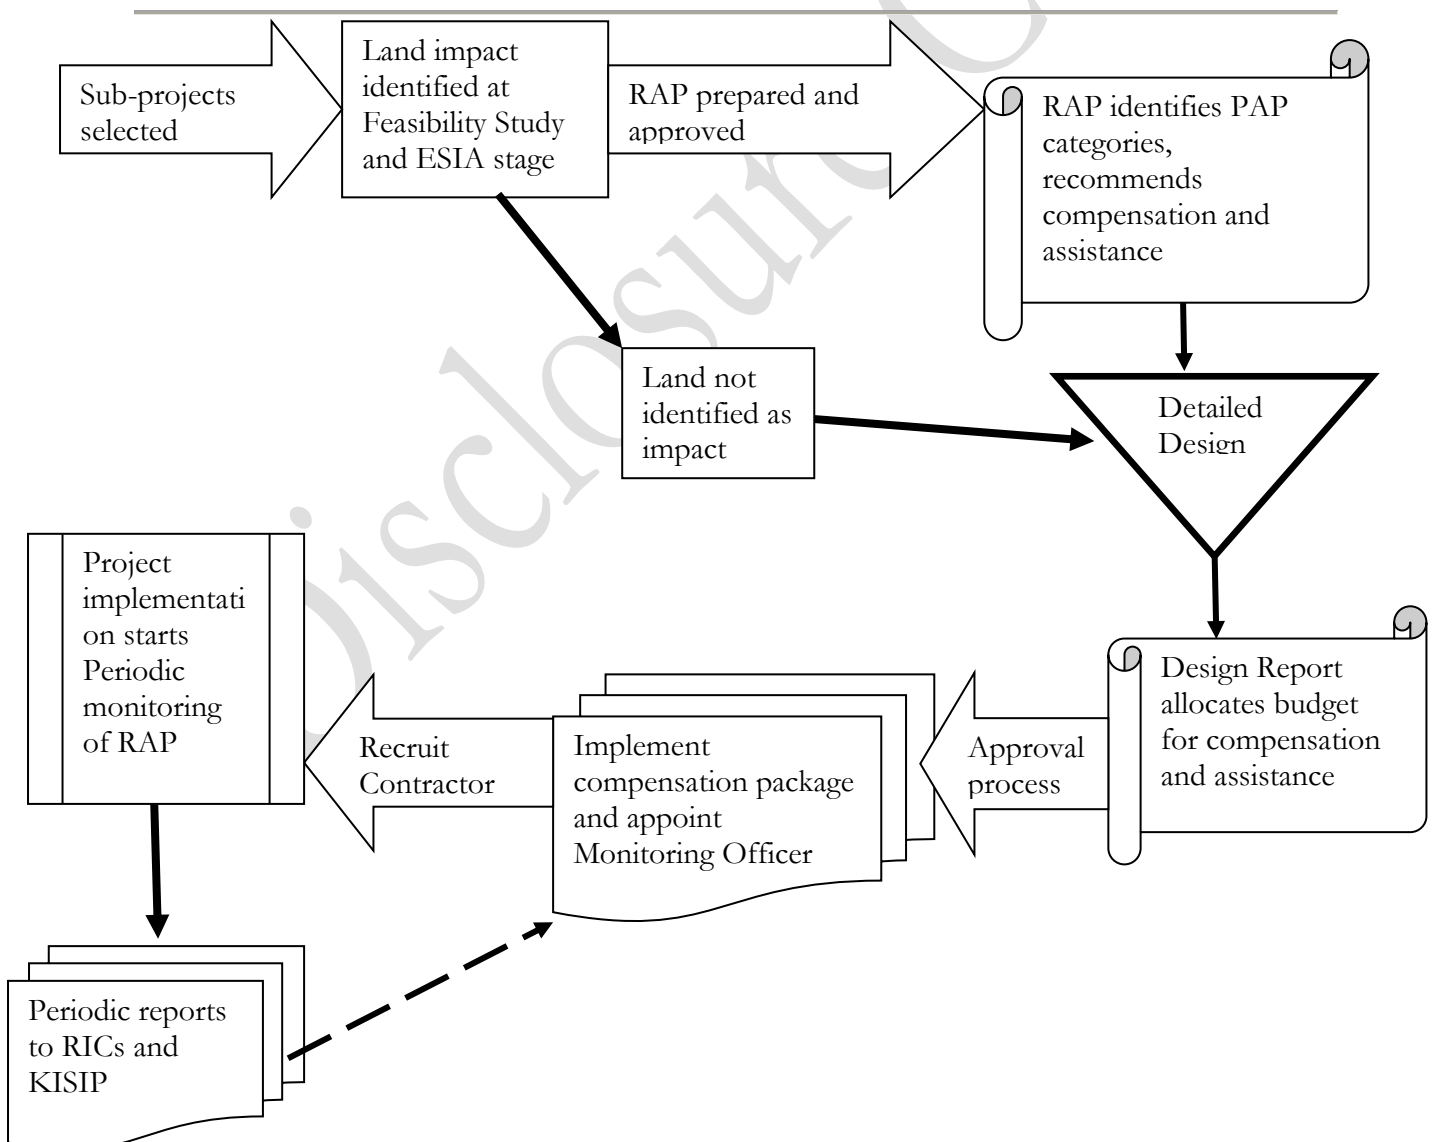 Sub-projects
selected
Land impact
identified at
Feasibility Study
and ESIA stage
RAP prepared and
approved
RAP identifies PAP
categories,
recommends
compensation and
assistance
Land not
identified as
impact
Detailed
Design
Design Report
allocates budget
for compensation
and assistance
Approval
process
Implement
compensation package
and appoint
Monitoring Officer
Recruit
Contractor
Project
implementati
on starts
Periodic
monitoring
of RAP
Periodic reports
to RICs and
KISIP
Disclosure